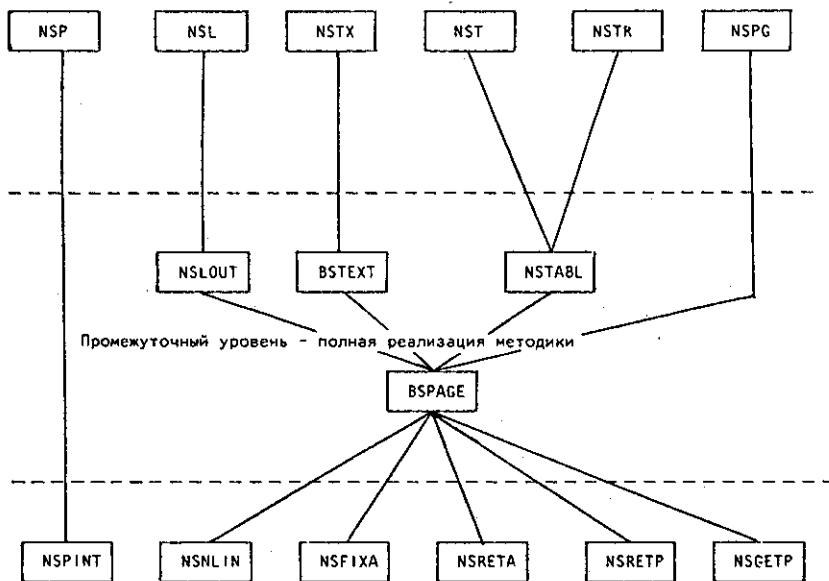 NSP NSL NSTX NST NSTR NSPG
NSLOUT BSTEXT NSTABL
Промежуточный уровень - полная реализация методики
BSPAGE
NSPINT NSNLIN NSFIXA NSRETA NSRETP NSGETP